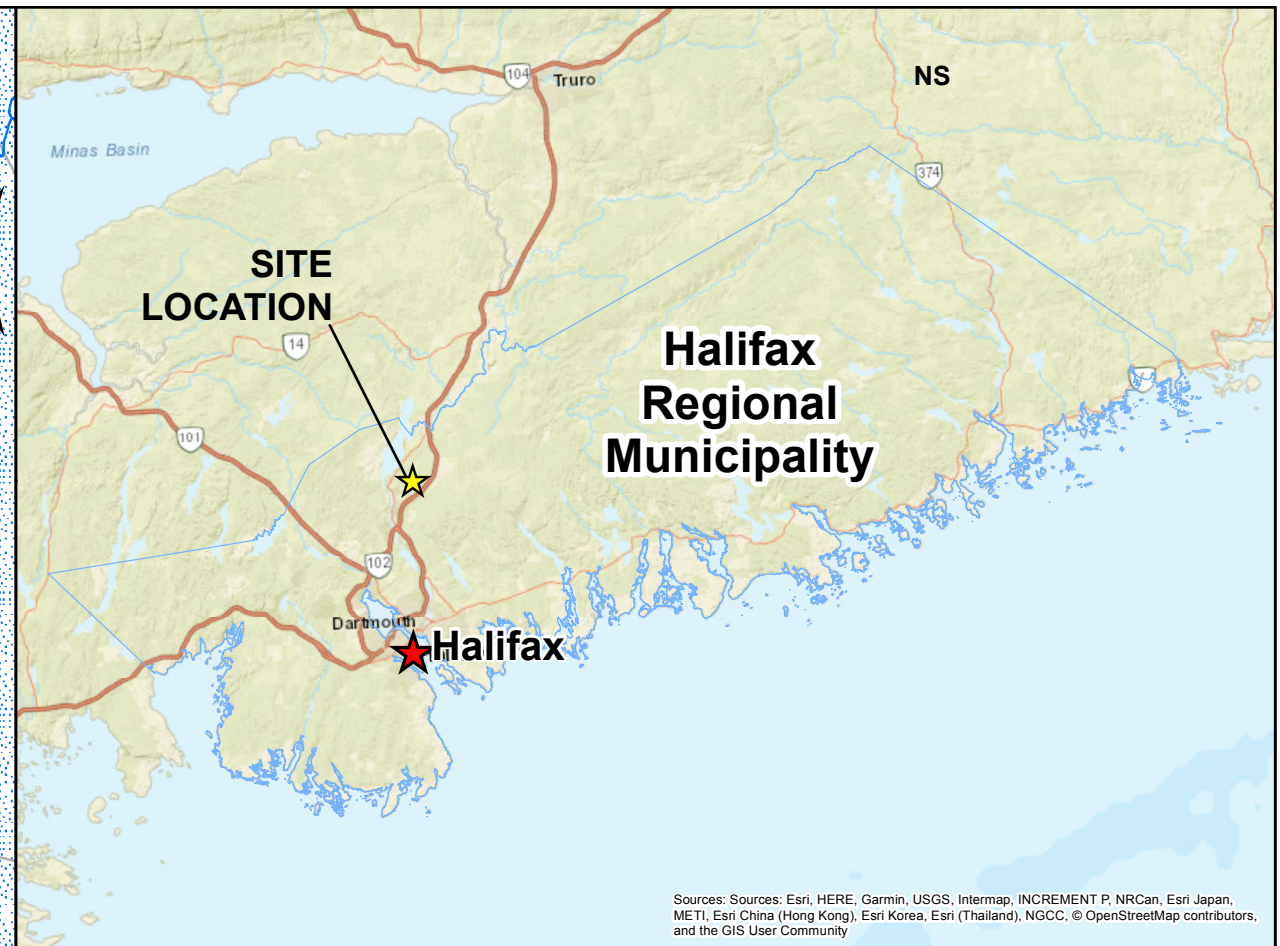 104
Truro
NS
Minas Basin
374
SITE
LOCATION
14
Halifax
Regional
Municipality
7
101
102
Dartmouth
Halifax
Sources: Sources: Esri, HERE, Garmin, USGS, Intermap, INCREMENT P, NRCan, Esri Japan,
METI, Esri China (Hong Kong), Esri Korea, Esri (Thailand), NGCC, © OpenStreetMap contributors,
and the GIS User Community